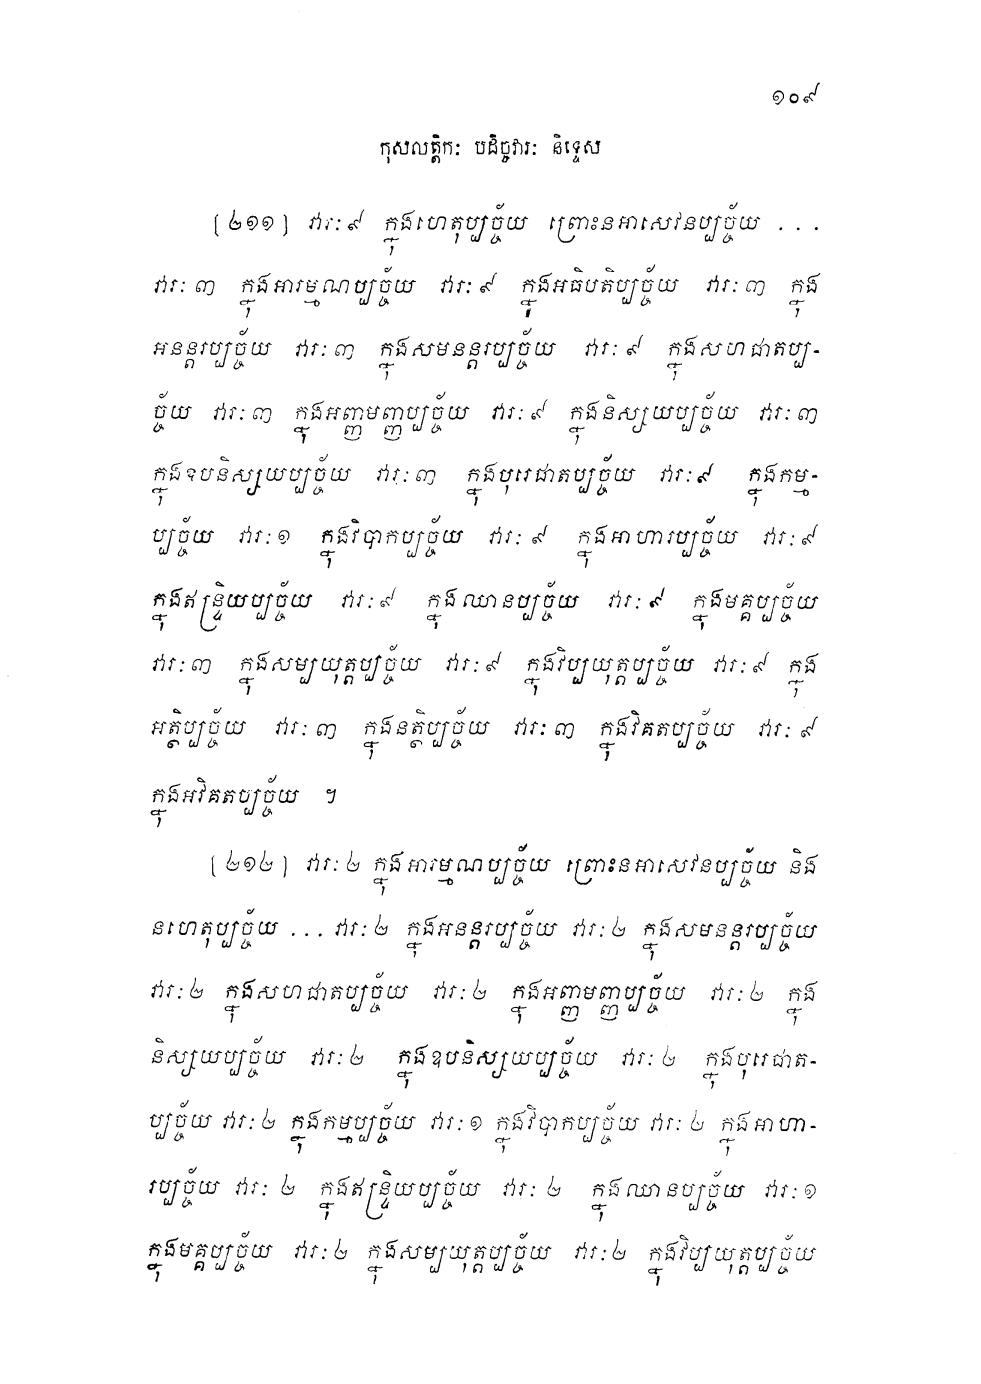 ១០៩
កុសលត្តិកៈ បដិច្ចវារៈ និទ្ទេស
[២១១] វារៈ៩ ក្នុងហេតុប្បច្ច័យ ព្រោះនអាសេវនប្បច្ច័យ ...
វារៈ៣ ក្នុងអារម្មណប្បច្ច័យ វារៈ៩ ក្នុងអធិបតិប្បច្ច័យ វារៈ៣ ក្នុង
អនន្តរប្បច្ច័យ វារៈ៣ ក្នុងសមនន្តរប្បច្ច័យ វារៈ៩ ក្នុងសហជាតប្ប-
ច្ច័យ វារៈ៣ ក្នុងអញ្ញមញ្ញប្បច្ច័យ វារៈ៩ ក្នុងនិស្សយប្បច្ច័យ វារៈ៣
ក្នុងឧបនិស្សយប្បច្ច័យ វារៈ៣ ក្នុងបុរេជាតប្បច្ច័យ វារៈ៩ ក្នុងកម្ម-
ប្បច្ច័យ វារៈ១ ក្នុងវិបាកប្បច្ច័យ វារៈ៩ ក្នុងអាហារប្បច្ច័យ វារៈ៩
ក្នុងឥន្ទ្រិយប្បច្ច័យ វារៈ៩ ក្នុងឈានប្បច្ច័យ វារៈ៩ ក្នុងមគ្គប្បច្ច័យ
វារៈ៣ ក្នុងសម្បយុត្តប្បច្ច័យ វារៈ៩ ក្នុងវិប្បយុត្តប្បច្ច័យ វារៈ៩ ក្នុង
អត្ថិប្បច្ច័យ វារៈ៣ ក្នុងនត្ថិប្បច្ច័យ វារៈ៣ ក្នុងវិគតប្បច្ច័យ វារៈ៩
ក្នុងអវិគតប្បច្ច័យ ។
[២១២] វារៈ២ ក្នុងអារម្មណប្បច្ច័យ ព្រោះនអាសេវនប្បច្ច័យ និង
នហេតុប្បច្ច័យ ... វារៈ២ ក្នុងអនន្តរប្បច្ច័យ វារៈ២ ក្នុងសមនន្តរប្បច្ច័យ
វារៈ២ ក្នុងសហជាតប្បច្ច័យ វារៈ២ ក្នុងអញ្ញមញ្ញប្បច្ច័យ វារៈ២ ក្នុង
និស្សយប្បច្ច័យ វារៈ២ ក្នុងឧបនិស្សយប្បច្ច័យ វារៈ២ ក្នុងបុរេជាត-
ប្បច្ច័យ វារៈ២ ក្នុងកម្មប្បច្ច័យ វារៈ១ ក្នុងវិបាកប្បច្ច័យ វារៈ២ ក្នុងអាហា-
រប្បច្ច័យ វារៈ២ ក្នុងឥន្ទ្រិយប្បច្ច័យ វារៈ២ ក្នុងឈានប្បច្ច័យ វារៈ១
ក្នុងមគ្គប្បច្ច័យ វារៈ២ ក្នុងសម្បយុត្តប្បច្ច័យ វារៈ២ ក្នុងវិប្បយុត្តប្បច្ច័យ